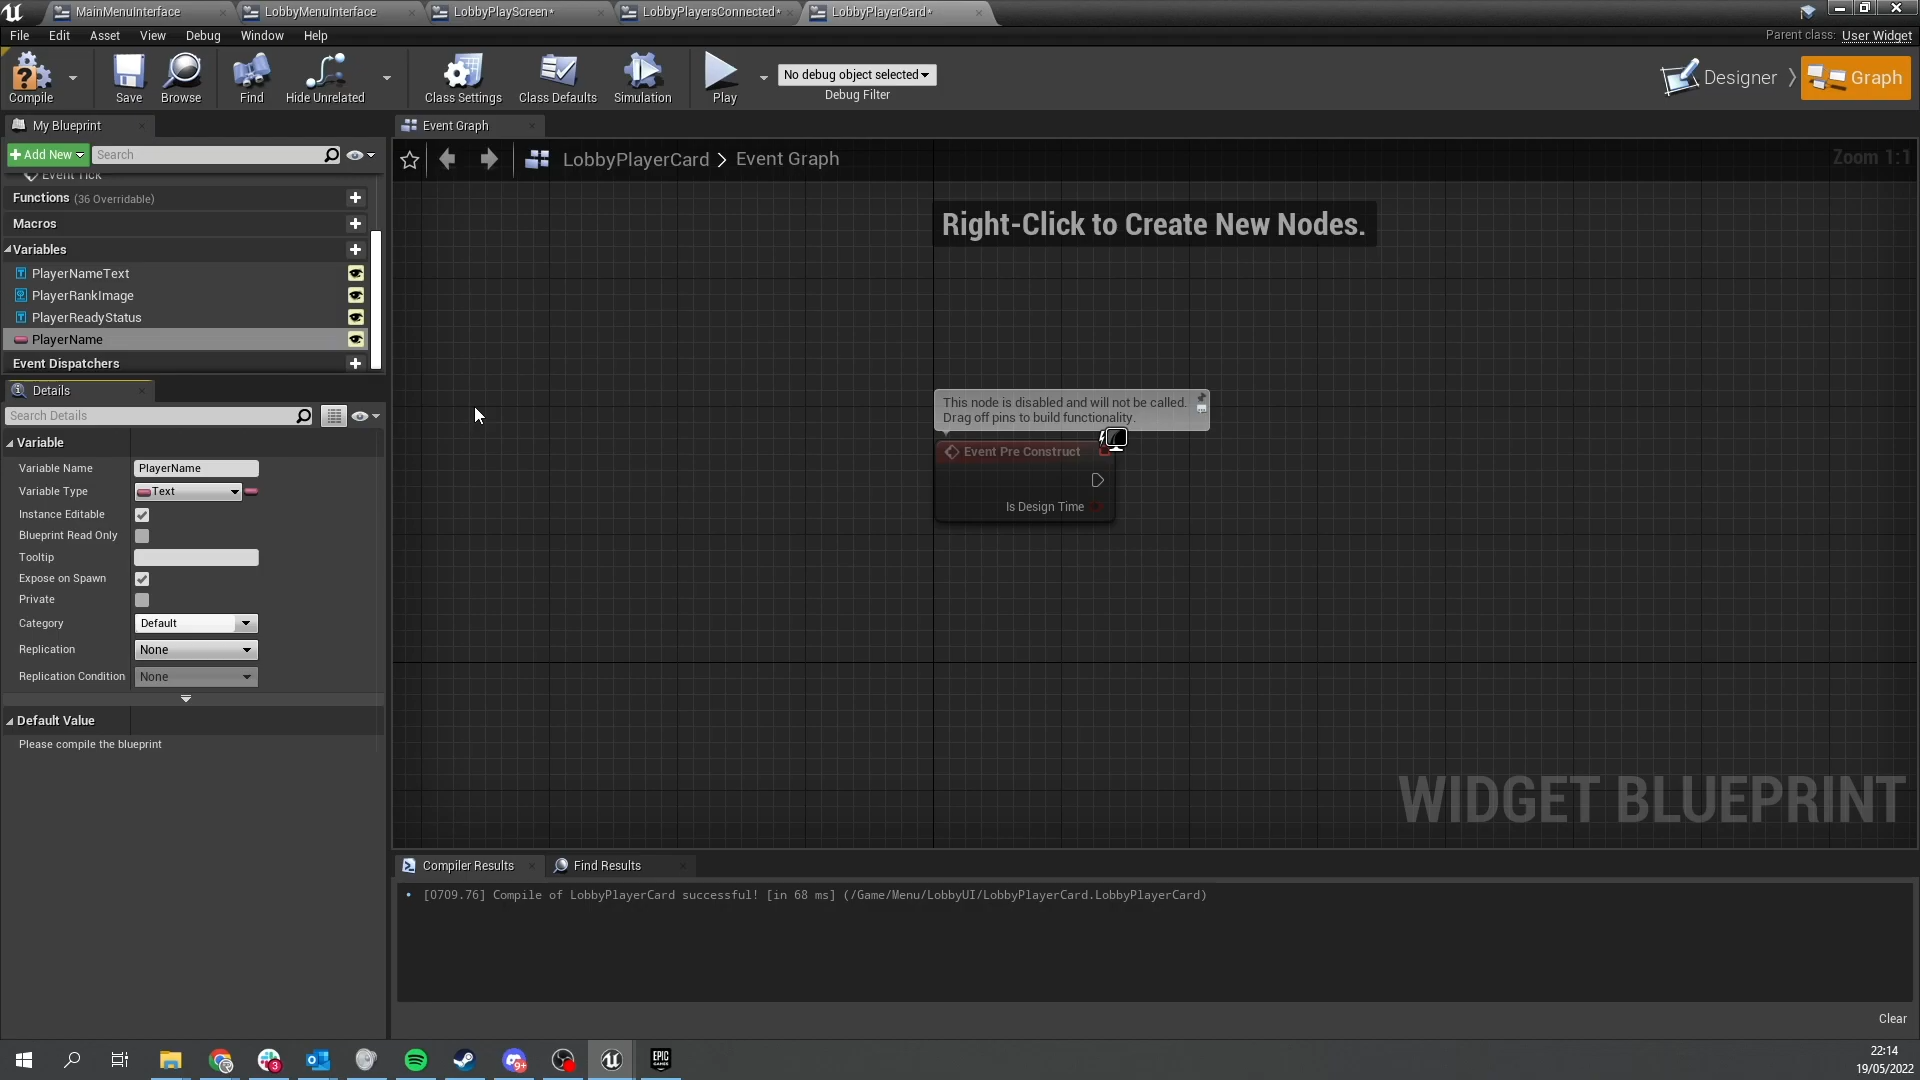 MainMenuInterface
LobbyMenuInterface
LobbyPlayScreen*
LobbyPlayersConnected*
LobbyPlayerCard*
File Edit Asset View Debug Window Help
Parent class: User Widget
Compile
Save
Browse
Find
Hide Unrelated
Class Settings
Class Defaults
Simulation
Play
No debug object selected
Debug Filter
Designer
Graph
My Blueprint
Event Graph
Add New
Search
LobbyPlayerCard > Event Graph
Zoom 1:1
Event Tick
Functions (36 Overridable)
Macros
Variables
PlayerNameText
PlayerRankImage
PlayerReadyStatus
PlayerName
Event Dispatchers
Right-Click to Create New Nodes.
This node is disabled and will not be called.
Drag off pins to build functionality.
Event Pre Construct
Is Design Time
WIDGET BLUEPRINT
Details
Search Details
Variable
Variable Name PlayerName
Variable Type Text
Instance Editable
Blueprint Read Only
Tooltip
Expose on Spawn
Private
Category Default
Replication None
Replication Condition None
Default Value
Please compile the blueprint
Compiler Results
Find Results
[0709.76] Compile of LobbyPlayerCard successful! [in 68 ms] (/Game/Menu/LobbyUI/LobbyPlayerCard.LobbyPlayerCard)
Clear
3
9+
EPIC
GAMES
22:14
19/05/2022